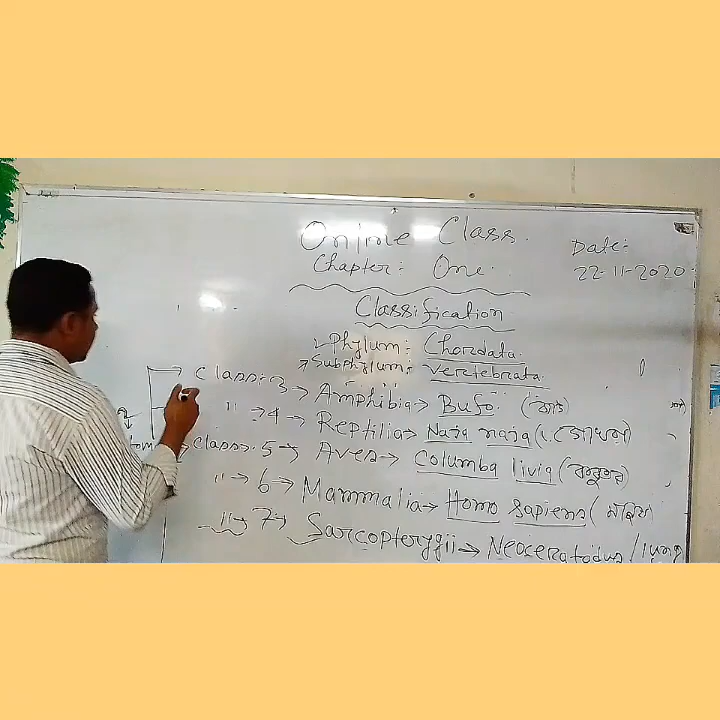 Online Class.
Date:
22-11-2020
Chapter: One.
Classification
Phylum: Chordata.
Subphylum: Vertebrata.
Class: 3 → Amphibia → Bufo. (ব্যাঙ)
" → 4 → Reptilia → Naja naja (গোখরা)
class: 5 → Aves → Columba livia (কবুতর)
" → 6 → Mammalia → Homo sapiens (
" → 7 → Sarcopterygii → Neoceratodus / lung